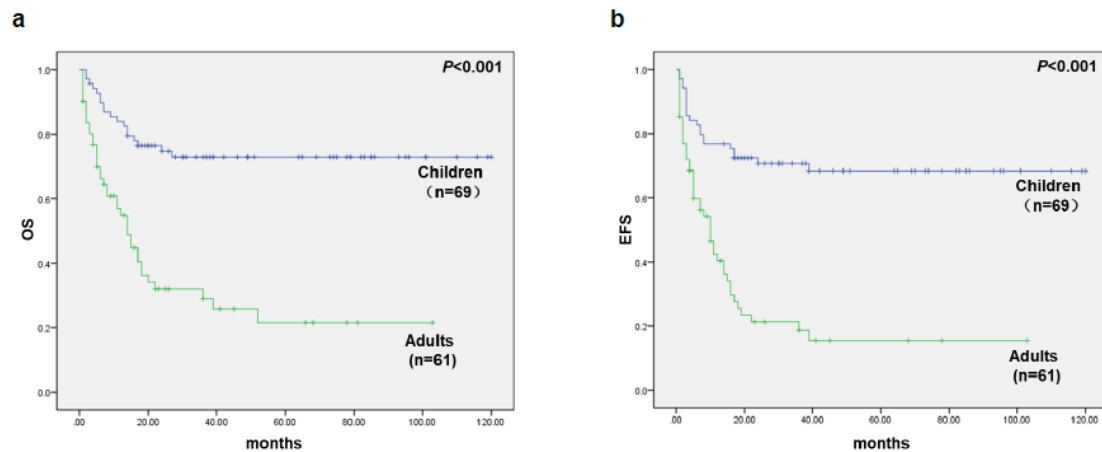 a
P<0.001
1.0
0.8
0.6
0.4
0.2
0.0
OS
Children
（n=69）
Adults
(n=61)
.00 20.00 40.00 60.00 80.00 100.00 120.00
months
b
P<0.001
1.0
0.8
0.6
0.4
0.2
0.0
EFS
Children
（n=69）
Adults
(n=61)
.00 20.00 40.00 60.00 80.00 100.00 120.00
months